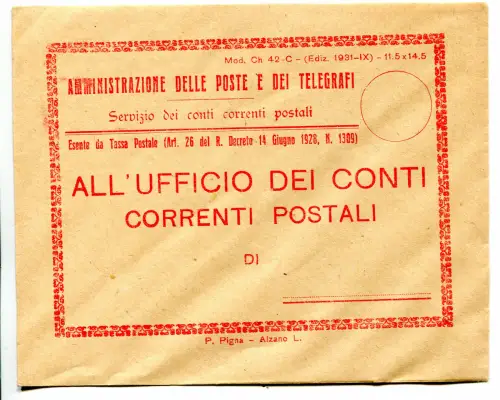 Mod. Ch 42-C - (Ediz. 1931-IX) - 11.5x14,5
AMMINISTRAZIONE DELLE POSTE E DEI TELEGRAFI
Servizio dei conti correnti postali
Esente da Tassa Postale (Art. 26 del R. Decreto 14 Giugno 1928, N. 1309)
ALL'UFFICIO DEI CONTI
CORRENTI POSTALI
DI
P. Pigna - Alzano L.